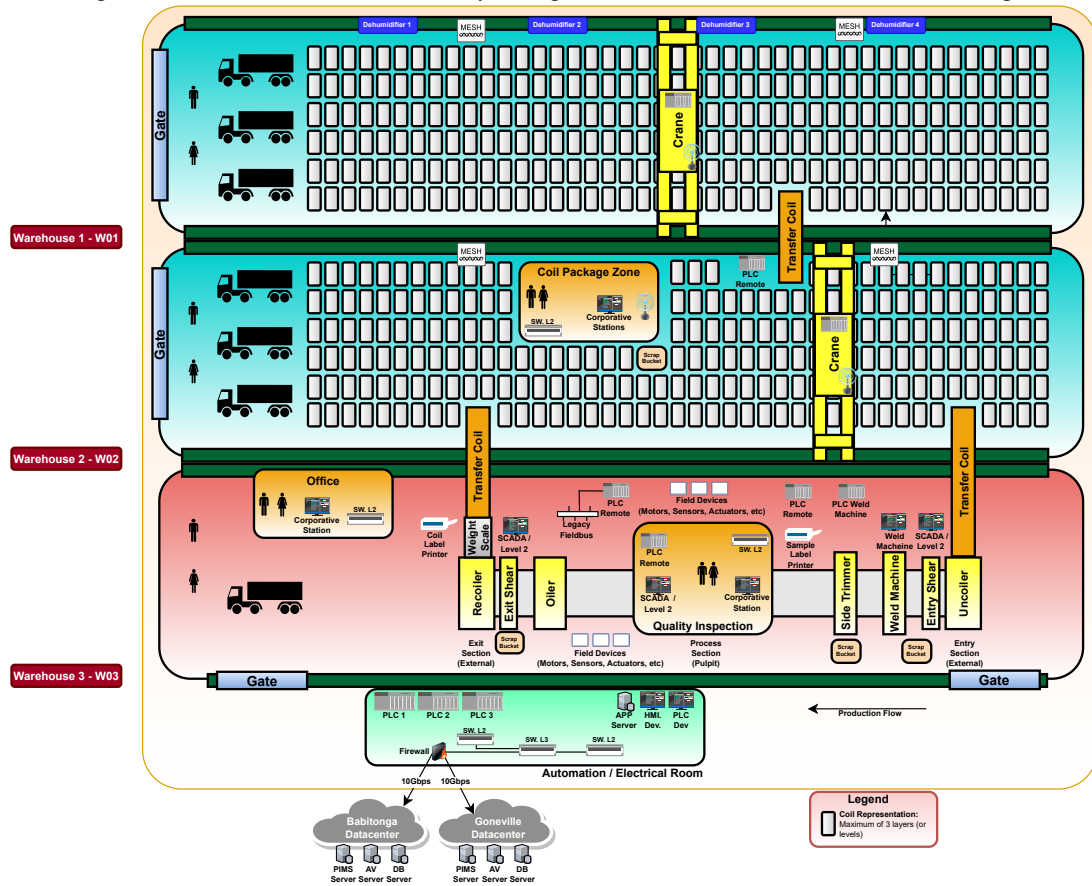 Dehumidifier 1
Dehumidifier 2
Dehumidifier 3
Dehumidifier 4
MESH
MESH
Gate
Crane
Transfer Coil
Warehouse 1 - W01
MESH
MESH
Gate
Coil Package Zone
SW. L2
Corporative
Stations
PLC
Remote
Crane
Scrap
Bucket
Warehouse 2 - W02
Transfer Coil
Transfer Coil
Office
Corporative
Station
SW. L2
Coil
Label
Printer
Weight
Scale
SCADA /
Level 2
Legacy
Fieldbus
PLC
Remote
Field Devices
(Motors, Sensors, Actuators, etc)
PLC
Remote
PLC Weld
Machine
Sample
Label
Printer
Weld
Macheine
SCADA /
Level 2
PLC
Remote
SW. L2
SCADA /
Level 2
Corporative
Station
Quality Inspection
Recoiler
Exit Shear
Oiler
Side Trimmer
Weld Machine
Entry Shear
Uncoiler
Exit
Section
(External)
Scrap
Bucket
Field Devices
(Motors, Sensors, Actuators, etc)
Process
Section
(Pulpit)
Scrap
Bucket
Scrap
Bucket
Entry
Section
(External)
Warehouse 3 - W03
Gate
Gate
PLC 1
PLC 2
PLC 3
APP
Server
HMI.
Dev.
PLC
Dev
SW. L2
SW. L3
SW. L2
Firewall
Automation / Electrical Room
Production Flow
10Gbps
10Gbps
Babitonga
Datacenter
Goneville
Datacenter
PIMS
Server
AV
Server
DB
Server
PIMS
Server
AV
Server
DB
Server
Legend
Coil Representation:
Maximum of 3 layers (or
levels)